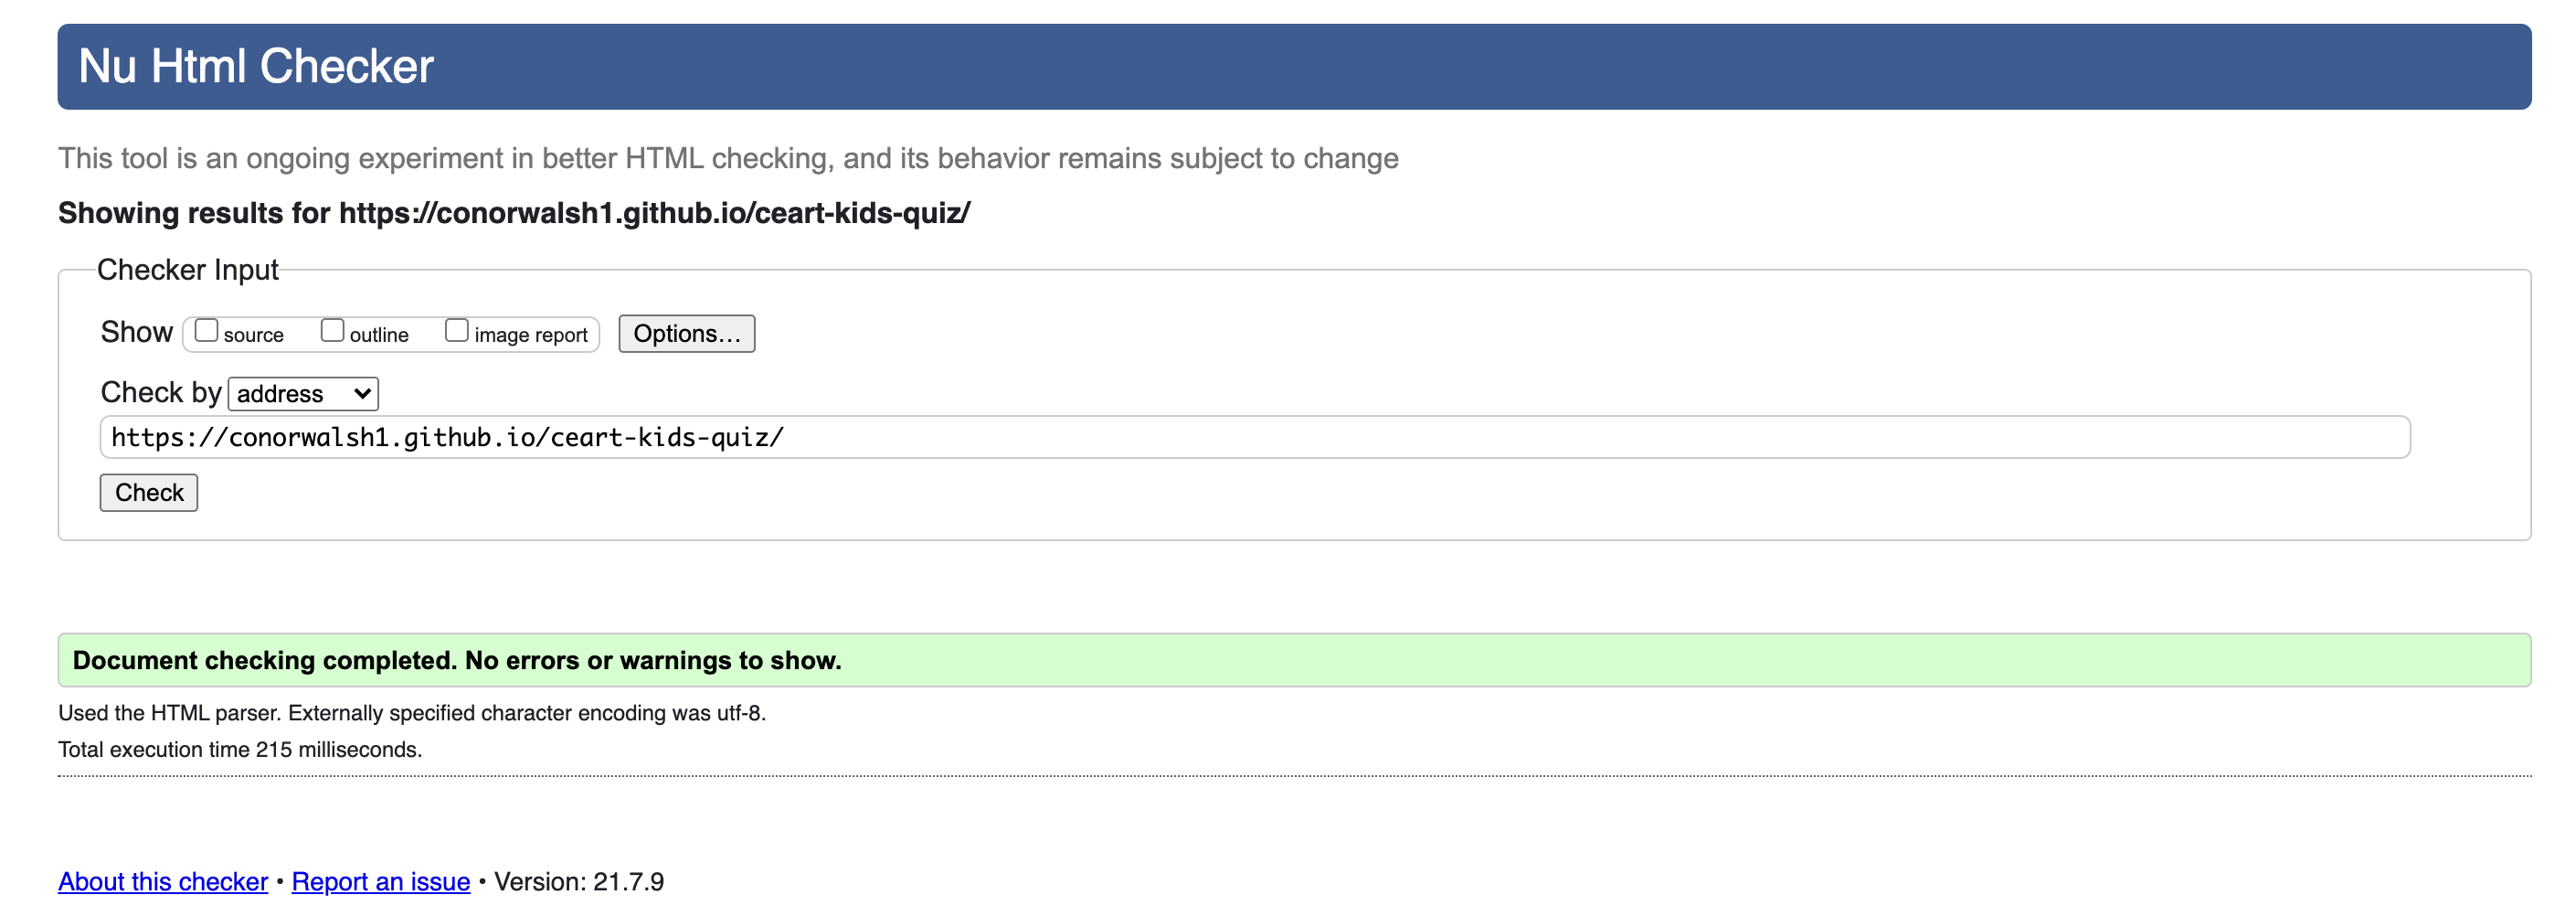 Nu Html Checker
This tool is an ongoing experiment in better HTML checking, and its behavior remains subject to change
Showing results for https://conorwalsh1.github.io/ceart-kids-quiz/
Checker Input
Show source outline image report Options...
Check by address
https://conorwalsh1.github.io/ceart-kids-quiz/
Check
Document checking completed. No errors or warnings to show.
Used the HTML parser. Externally specified character encoding was utf-8.
Total execution time 215 milliseconds.
About this checker • Report an issue • Version: 21.7.9